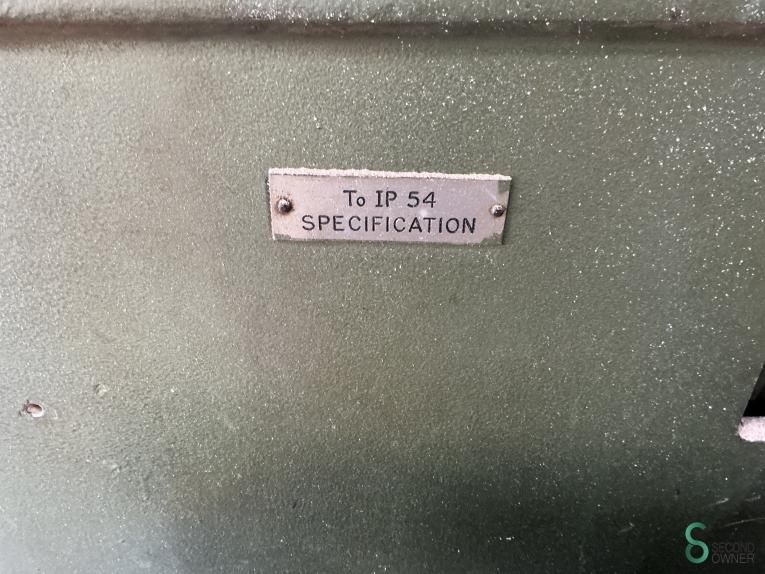 To IP 54
SPECIFICATION
SECOND
OWNER